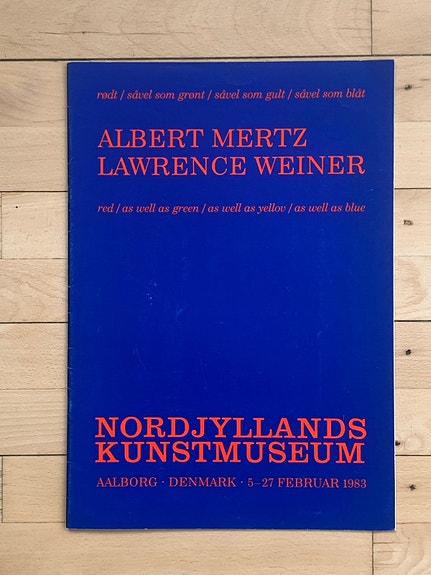 rødt / såvel som grønt / såvel som gult / såvel som blåt
ALBERT MERTZ
LAWRENCE WEINER
red / as well as green / as well as yellov / as well as blue
NORDJYLLANDS
KUNSTMUSEUM
AALBORG · DENMARK · 5–27 FEBRUAR 1983